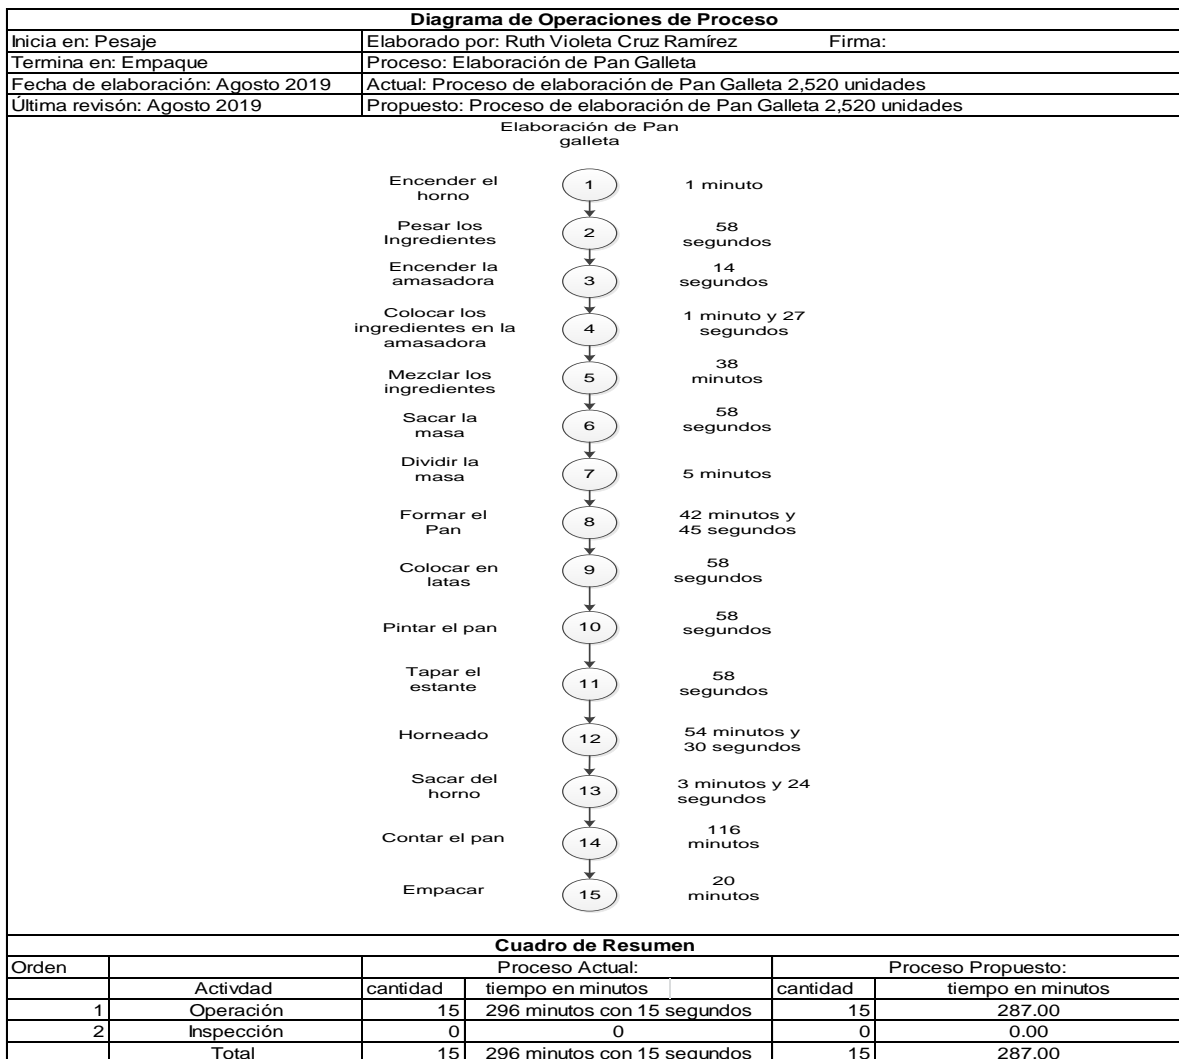 Diagrama de Operaciones de Proceso
Inicia en: Pesaje Elaborado por: Ruth Violeta Cruz Ramírez Firma:
Termina en: Empaque Proceso: Elaboración de Pan Galleta
Fecha de elaboración: Agosto 2019 Actual: Proceso de elaboración de Pan Galleta 2,520 unidades
Última revisón: Agosto 2019 Propuesto: Proceso de elaboración de Pan Galleta 2,520 unidades
Elaboración de Pan
galleta
Encender el
horno
1
1 minuto
Pesar los
Ingredientes
2
58
segundos
Encender la
amasadora
3
14
segundos
Colocar los
ingredientes en la
amasadora
4
1 minuto y 27
segundos
Mezclar los
ingredientes
5
38
minutos
Sacar la
masa
6
58
segundos
Dividir la
masa
7
5 minutos
Formar el
Pan
8
42 minutos y
45 segundos
Colocar en
latas
9
58
segundos
Pintar el pan
10
58
segundos
Tapar el
estante
11
58
segundos
Horneado
12
54 minutos y
30 segundos
Sacar del
horno
13
3 minutos y 24
segundos
Contar el pan
14
116
minutos
Empacar
15
20
minutos
Cuadro de Resumen
Orden Proceso Actual: Proceso Propuesto:
Activdad cantidad tiempo en minutos cantidad tiempo en minutos
1 Operación 15 296 minutos con 15 segundos 15 287.00
2 Inspección 0 0 0 0.00
Total 15 296 minutos con 15 segundos 15 287.00